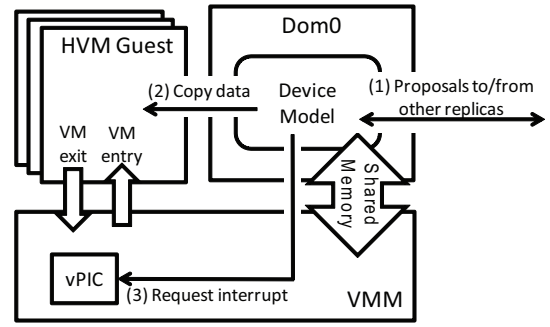 HVM Guest
Dom0
(2) Copy data
Device
Model
(1) Proposals to/from
other replicas
VM
exit
VM
entry
Shared
Memory
vPIC
(3) Request interrupt
VMM